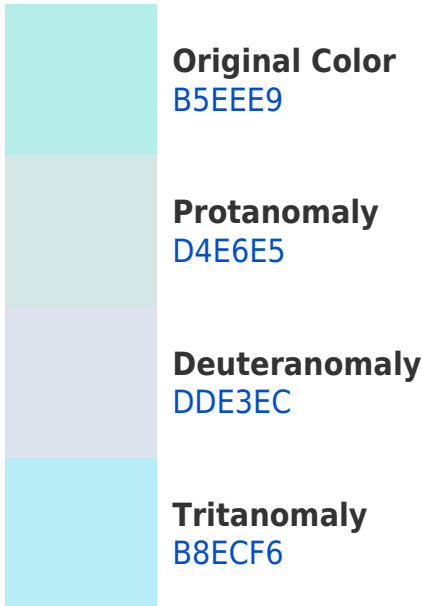 Original Color
B5EEE9
Protanomaly
D4E6E5
Deuteranomaly
DDE3EC
Tritanomaly
B8ECF6